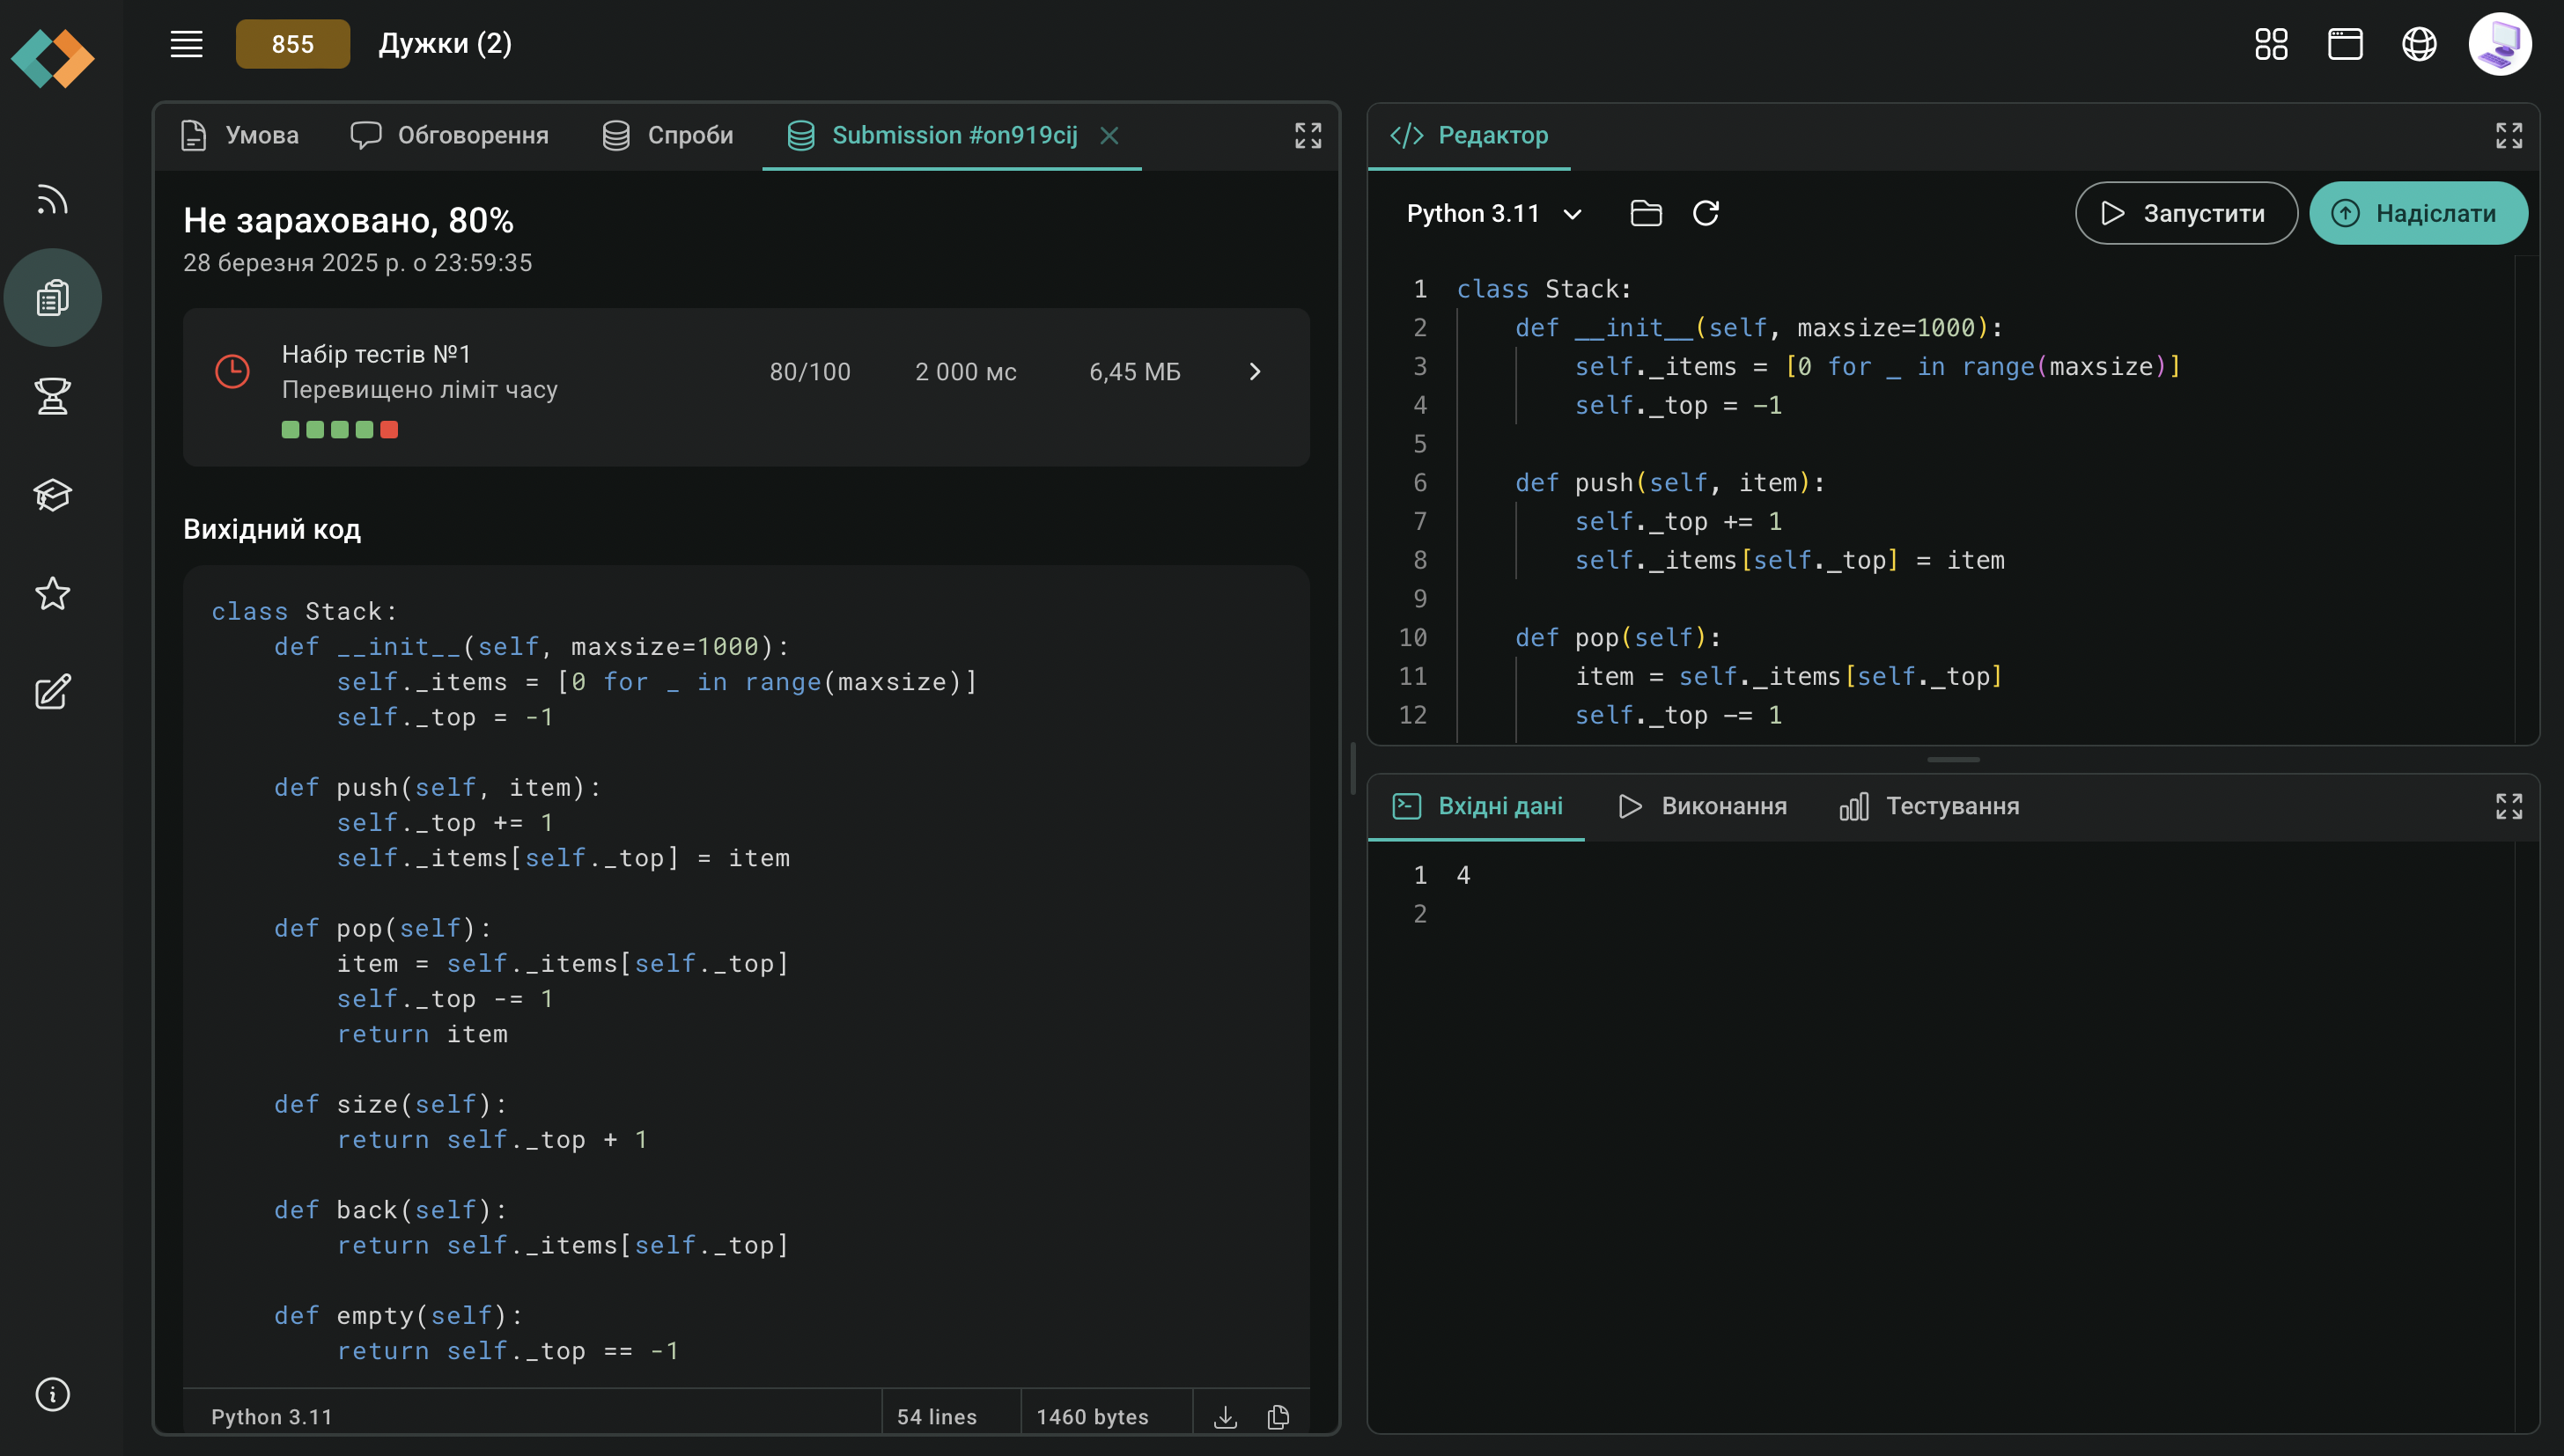 855
Дужки (2)
Умова
Обговорення
Спроби
Submission #on919cij
Не зараховано, 80%
28 березня 2025 р. о 23:59:35
Набір тестів №1
Перевищено ліміт часу
80/100
2 000 мс
6,45 МБ
Вихідний код
class Stack:
    def __init__(self, maxsize=1000):
        self._items = [0 for _ in range(maxsize)]
        self._top = -1

    def push(self, item):
        self._top += 1
        self._items[self._top] = item

    def pop(self):
        item = self._items[self._top]
        self._top -= 1
        return item

    def size(self):
        return self._top + 1

    def back(self):
        return self._items[self._top]

    def empty(self):
        return self._top == -1
Python 3.11
54 lines
1460 bytes
Редактор
Python 3.11
Запустити
Надіслати
1 class Stack:
2     def __init__(self, maxsize=1000):
3         self._items = [0 for _ in range(maxsize)]
4         self._top = -1
5
6     def push(self, item):
7         self._top += 1
8         self._items[self._top] = item
9
10     def pop(self):
11         item = self._items[self._top]
12         self._top -= 1
Вхідні дані
Виконання
Тестування
1 4
2